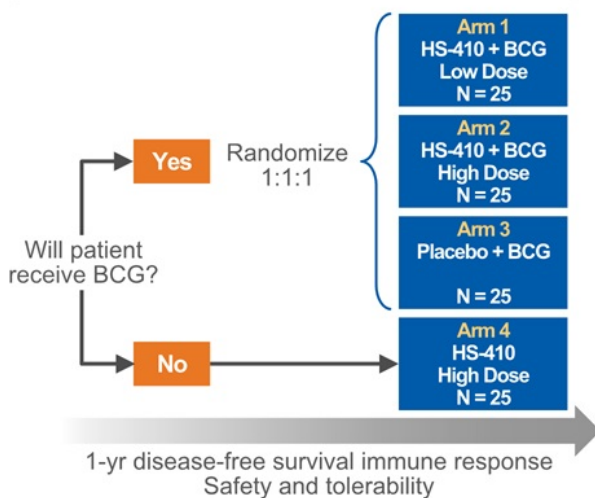 Will patient
receive BCG?
Yes
Randomize
1:1:1
Arm 1
HS-410 + BCG
Low Dose
N = 25
Arm 2
HS-410 + BCG
High Dose
N = 25
Arm 3
Placebo + BCG
N = 25
No
Arm 4
HS-410
High Dose
N = 25
1-yr disease-free survival immune response
Safety and tolerability